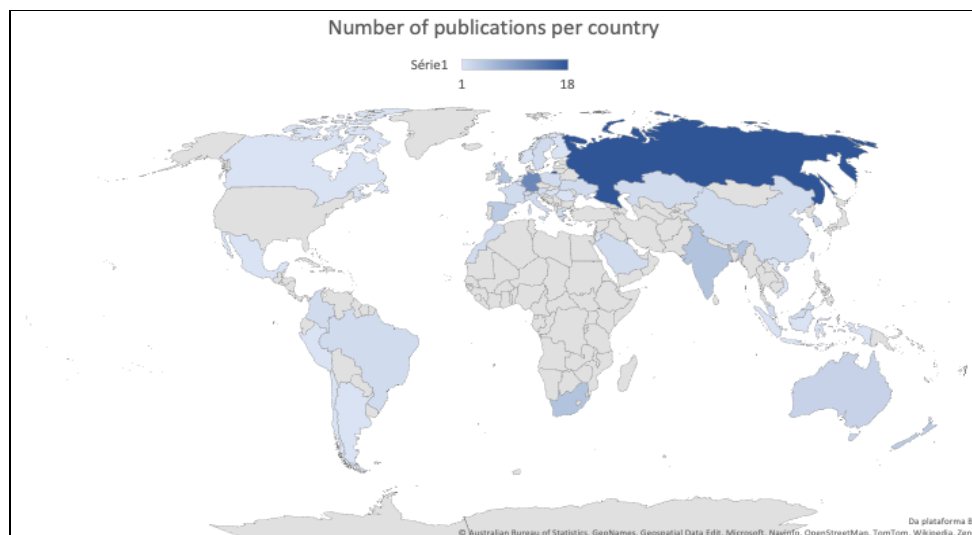 Number of publications per country
Série1
1 18
Da plataforma B
© Australian Bureau of Statistics, GeoNames, Geospatial Data Edit, Microsoft, Navinfo, OpenStreetMap, TomTom, Wikipedia, Zen